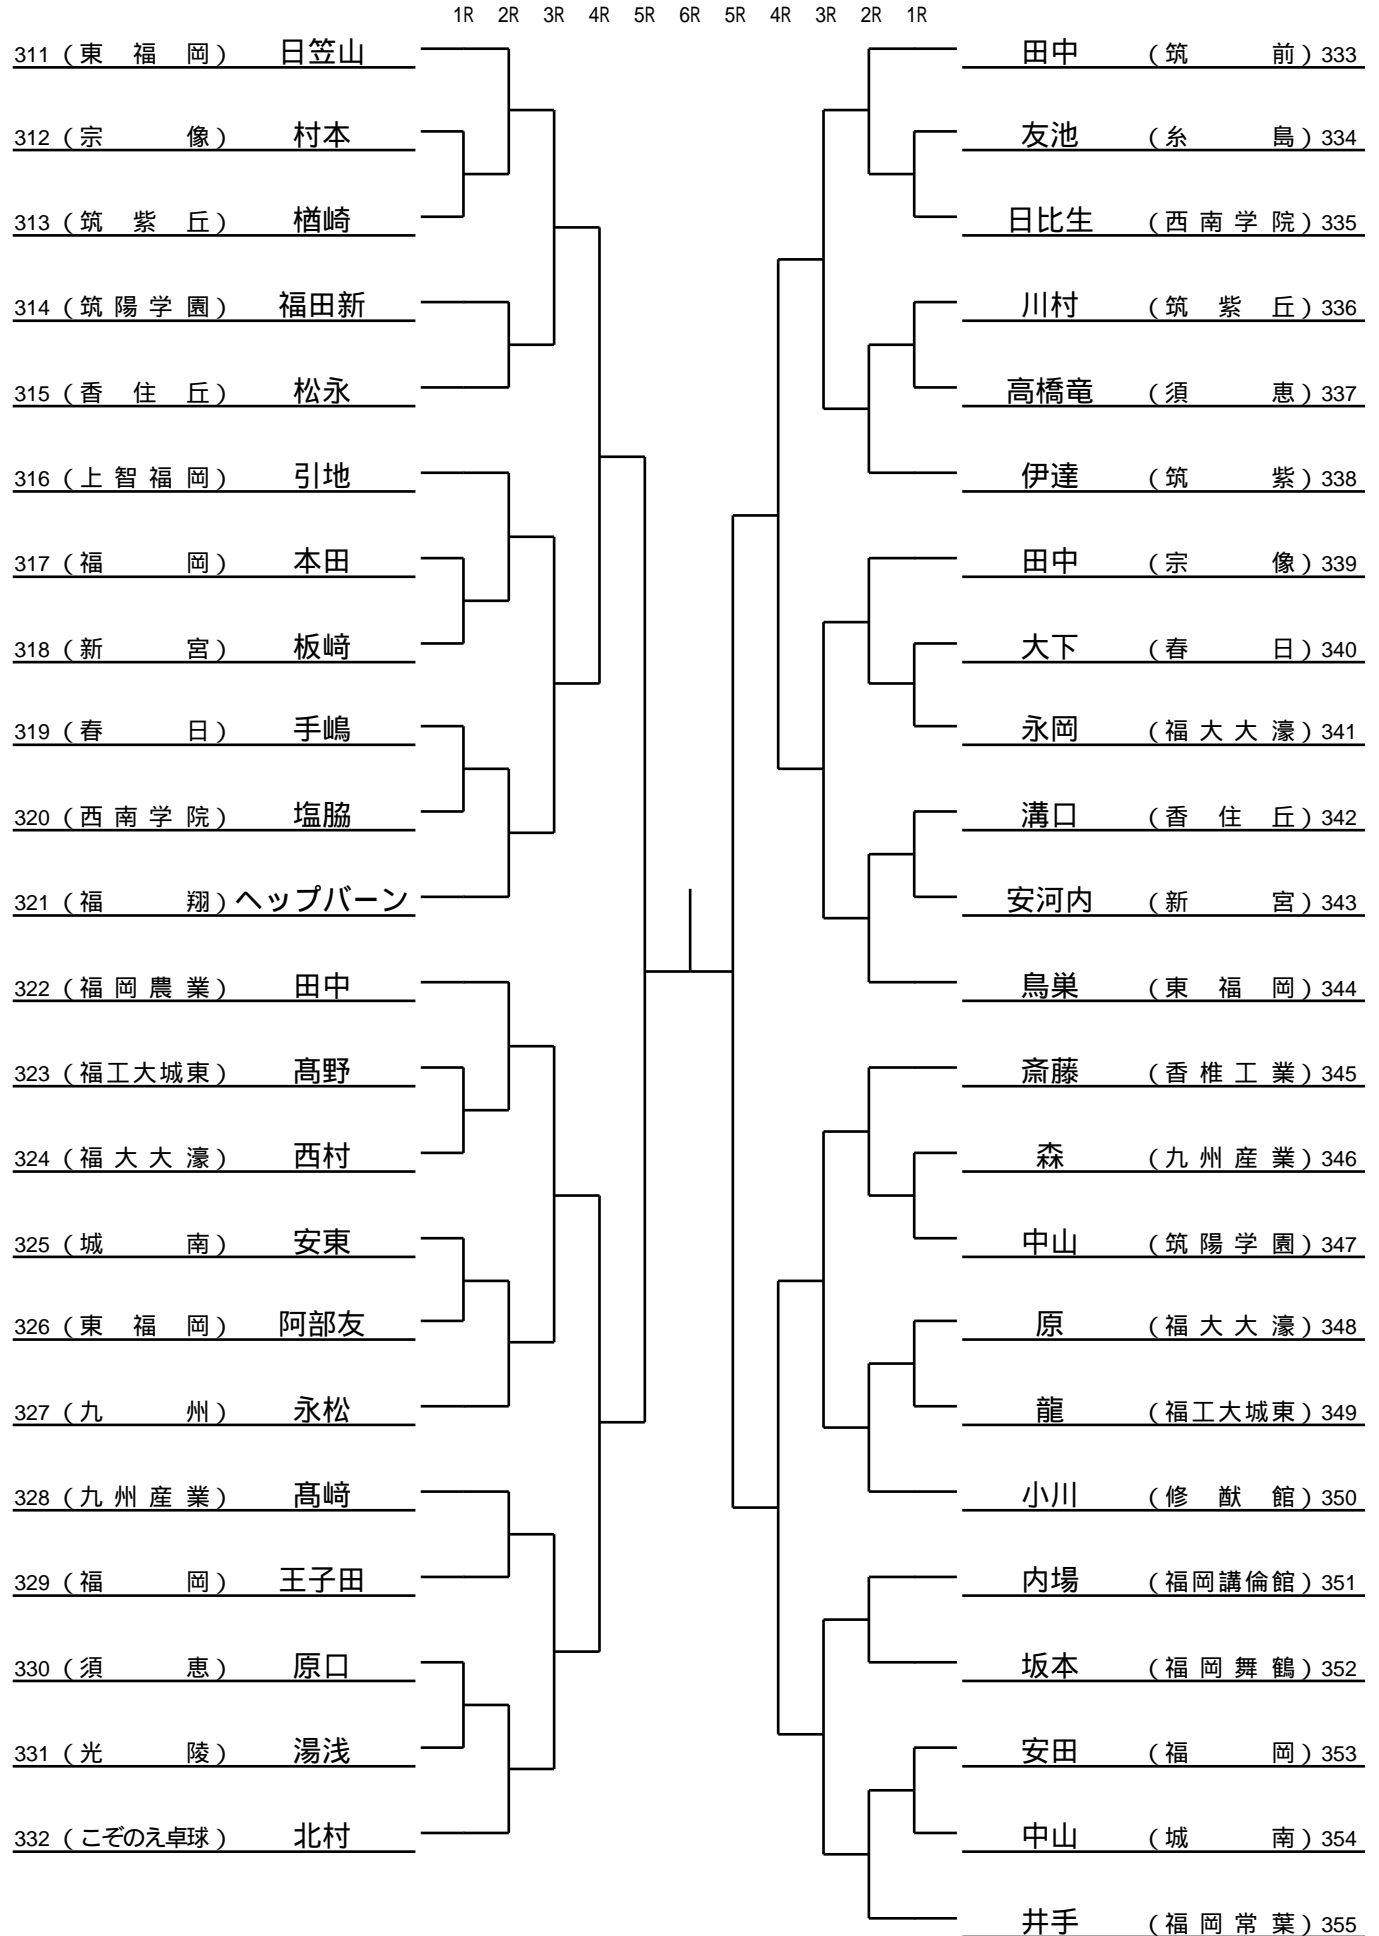 1R 2R 3R 4R 5R 6R 5R 4R 3R 2R 1R
311 (東福岡) 日笠山
312 (宗像) 村本
313 (筑紫丘) 楢崎
314 (筑陽学園) 福田新
315 (香住丘) 松永
316 (上智福岡) 引地
317 (福岡) 本田
318 (新宮) 板﨑
319 (春日) 手嶋
320 (西南学院) 塩脇
321 (福翔) ヘップバーン
322 (福岡農業) 田中
323 (福工大城東) 髙野
324 (福大大濠) 西村
325 (城南) 安東
326 (東福岡) 阿部友
327 (九州) 永松
328 (九州産業) 髙﨑
329 (福岡) 王子田
330 (須恵) 原口
331 (光陵) 湯浅
332 (こぞのえ卓球) 北村
田中 (筑前) 333
友池 (糸島) 334
日比生 (西南学院) 335
川村 (筑紫丘) 336
高橋竜 (須恵) 337
伊達 (筑紫) 338
田中 (宗像) 339
大下 (春日) 340
永岡 (福大大濠) 341
溝口 (香住丘) 342
安河内 (新宮) 343
鳥巣 (東福岡) 344
斎藤 (香椎工業) 345
森 (九州産業) 346
中山 (筑陽学園) 347
原 (福大大濠) 348
龍 (福工大城東) 349
小川 (修猷館) 350
内場 (福岡講倫館) 351
坂本 (福岡舞鶴) 352
安田 (福岡) 353
中山 (城南) 354
井手 (福岡常葉) 355